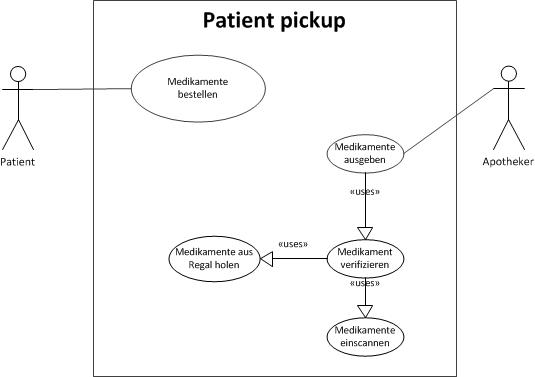 Patient pickup
Medikamente
bestellen
Patient
Medikamente
ausgeben
Apotheker
«uses»
Medikamente aus
Regal holen
«uses»
Medikament
verifizieren
«uses»
Medikamente
einscannen